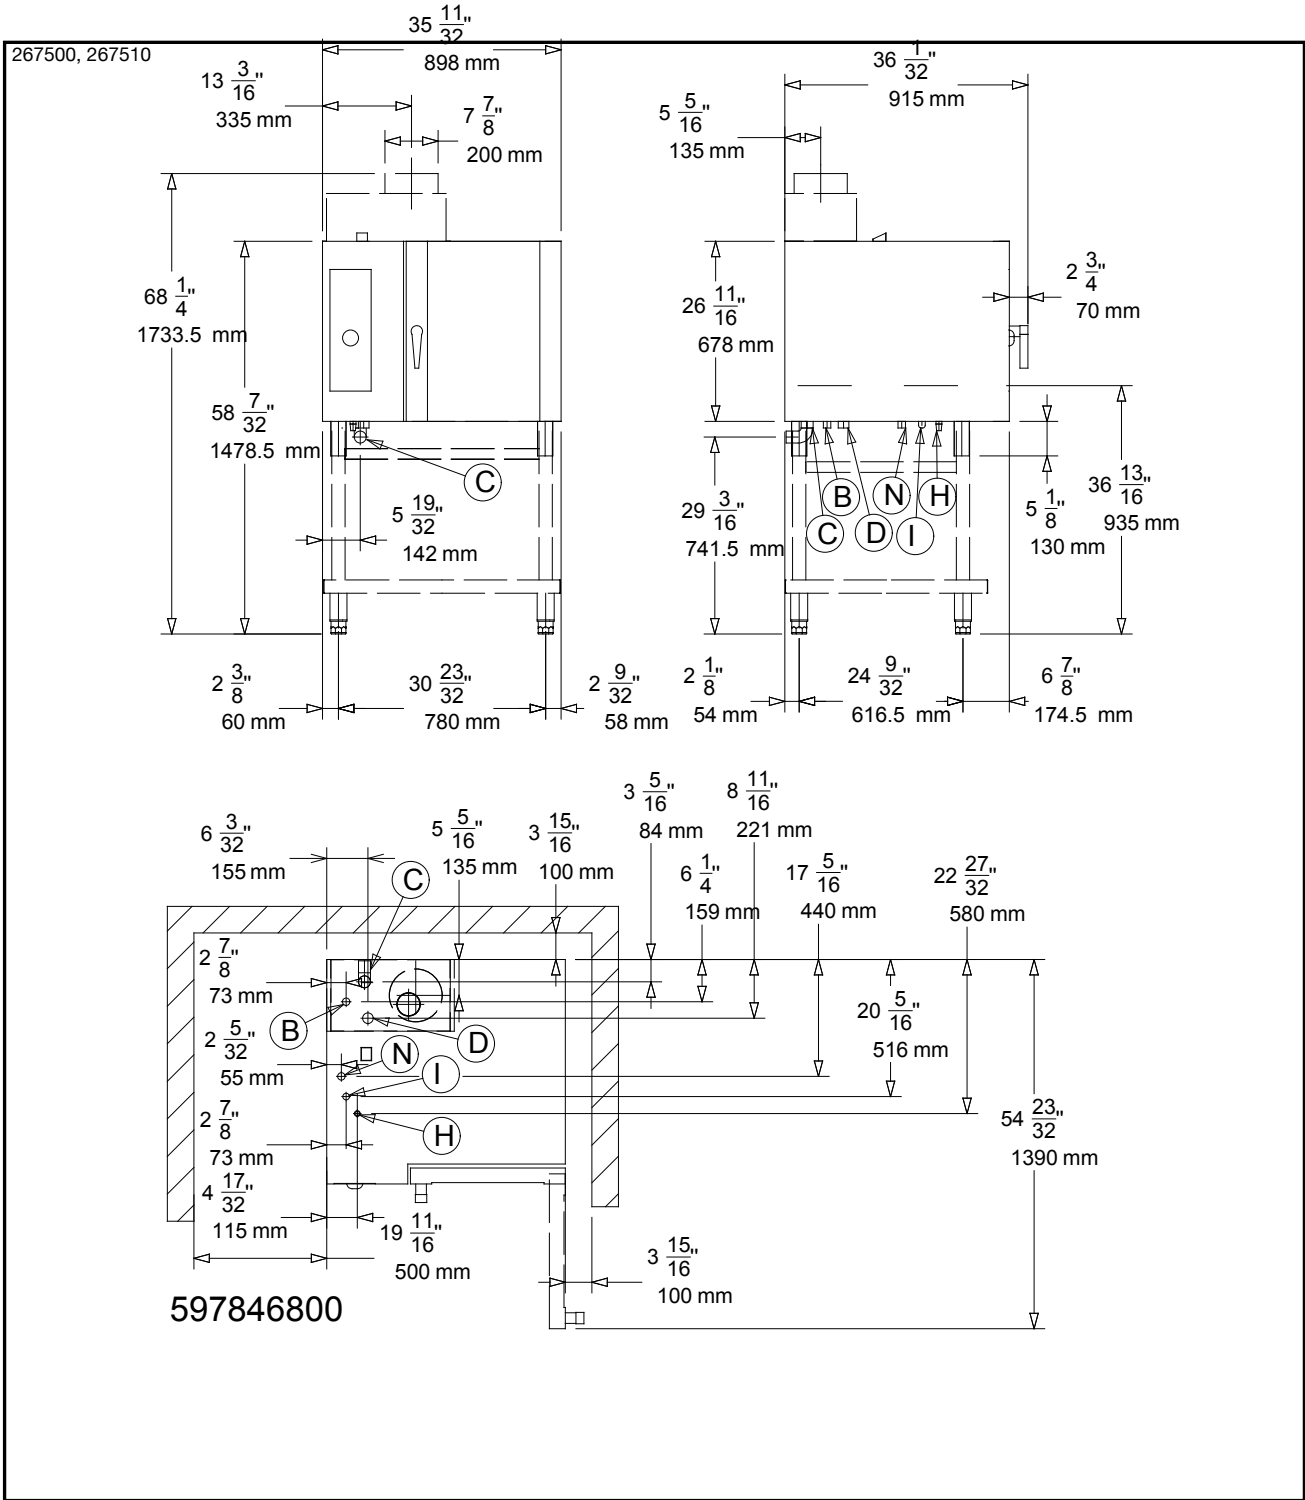 267500, 267510
35 11/32"
898 mm
13 3/16"
335 mm
7 7/8"
200 mm
36 1/32"
915 mm
5 5/16"
135 mm
68 1/4"
1733.5 mm
58 7/32"
1478.5 mm
C
5 19/32"
142 mm
2 3/8"
60 mm
30 23/32"
780 mm
2 9/32"
58 mm
26 11/16"
678 mm
2 3/4"
70 mm
29 3/16"
741.5 mm
B
N
H
C
D
I
5 1/8"
130 mm
36 13/16"
935 mm
2 1/8"
54 mm
24 9/32"
616.5 mm
6 7/8"
174.5 mm
6 3/32"
155 mm
C
5 5/16"
135 mm
3 15/16"
100 mm
3 5/16"
84 mm
8 11/16"
221 mm
6 1/4"
159 mm
17 5/16"
440 mm
22 27/32"
580 mm
2 7/8"
73 mm
B
D
2 5/32"
55 mm
N
I
20 5/16"
516 mm
2 7/8"
73 mm
H
54 23/32"
1390 mm
4 17/32"
115 mm
19 11/16"
500 mm
3 15/16"
100 mm
597846800